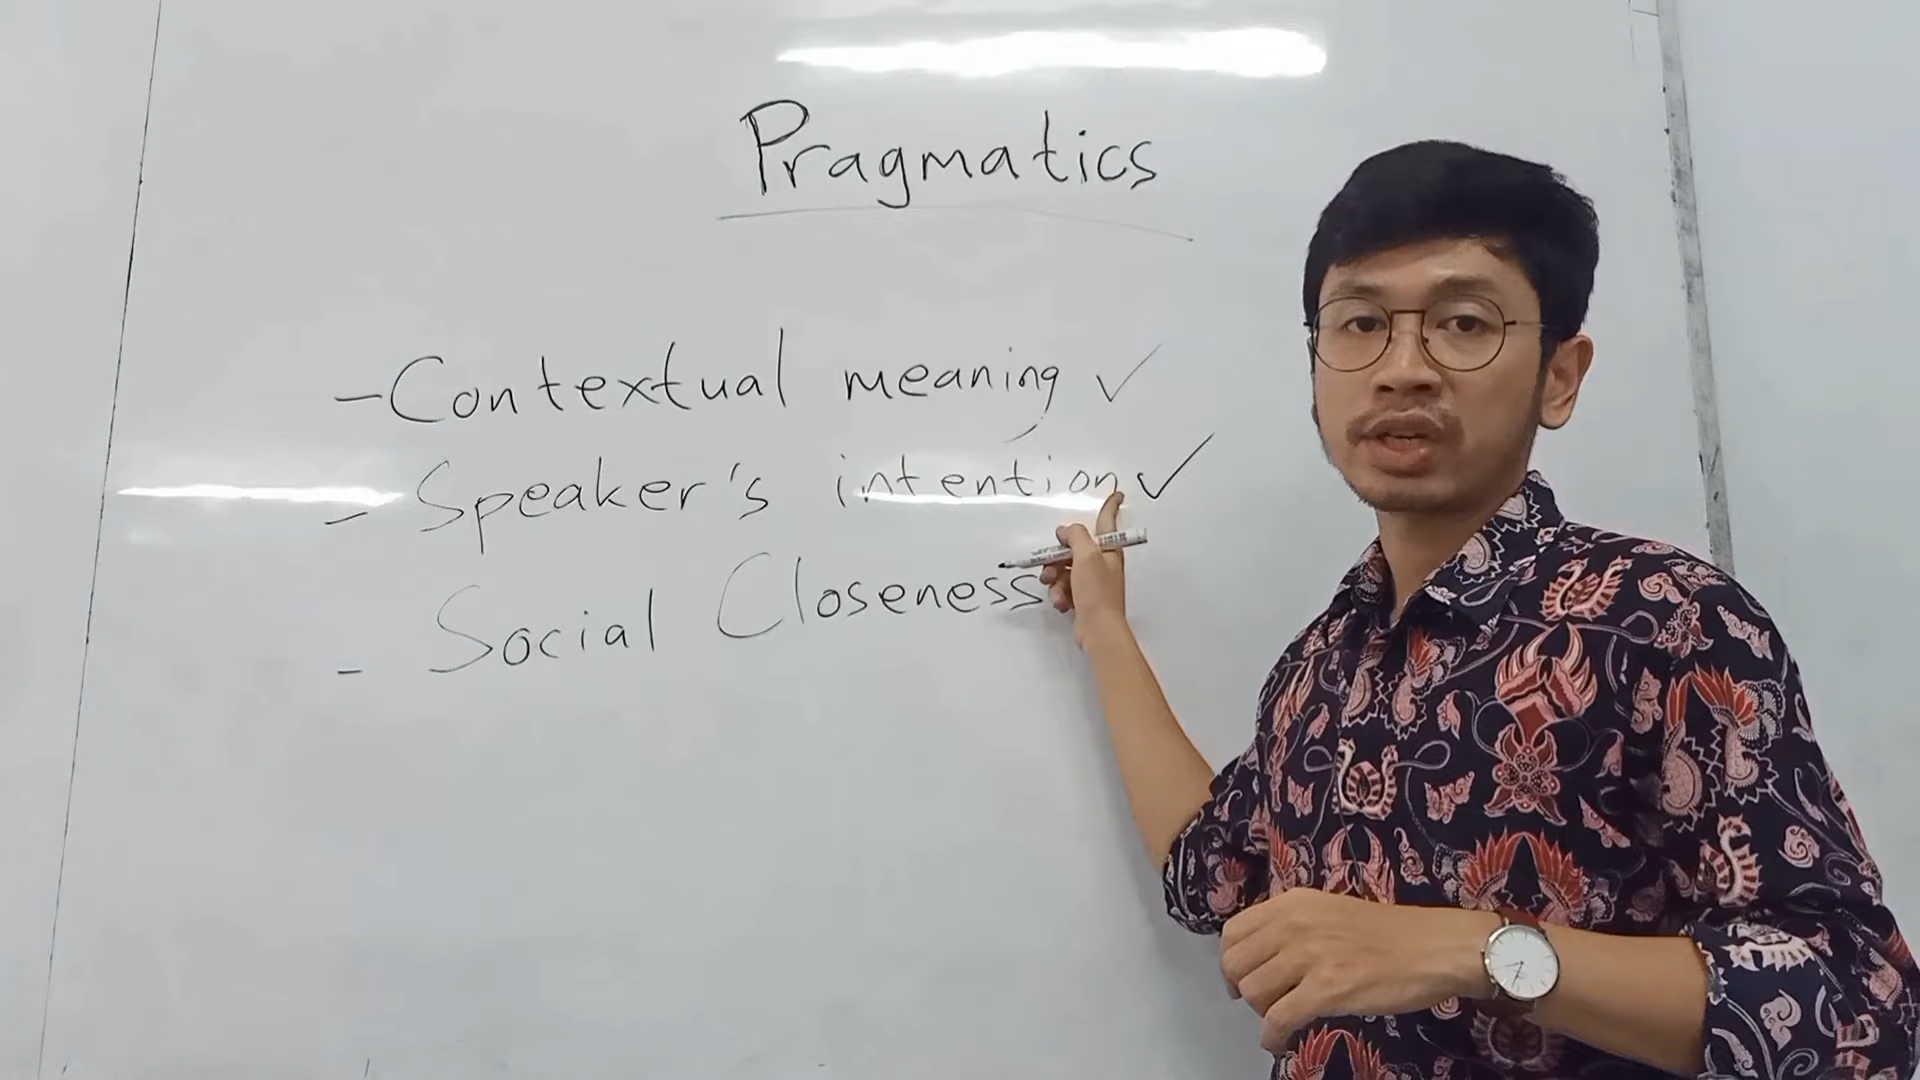 Pragmatics
- Contextual meaning ✓
- Speaker's intention ✓
- Social Closeness